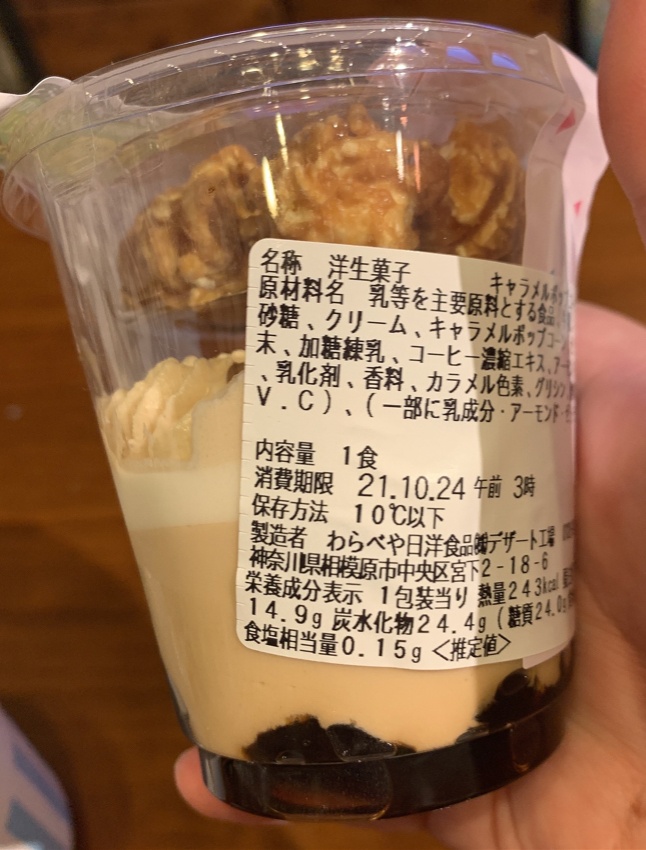 名称 洋生菓子
キャラメルポップ
原材料名 乳等を主要原料とする食品
砂糖、クリーム、キャラメルポップコーン
末、加糖練乳、コーヒー濃縮エキス、アー
、乳化剤、香料、カラメル色素、グリシン
V.C)、(一部に乳成分・アーモンド・
内容量 1食
消費期限 21.10.24 午前 3時
保存方法 10℃以下
製造者 わらべや日洋食品㈱デザート工場
神奈川県相模原市中央区宮下2-18-6
栄養成分表示 1包装当り 熱量243kcal
14.9g 炭水化物24.4g (糖質24.0g
食塩相当量0.15g <推定値>